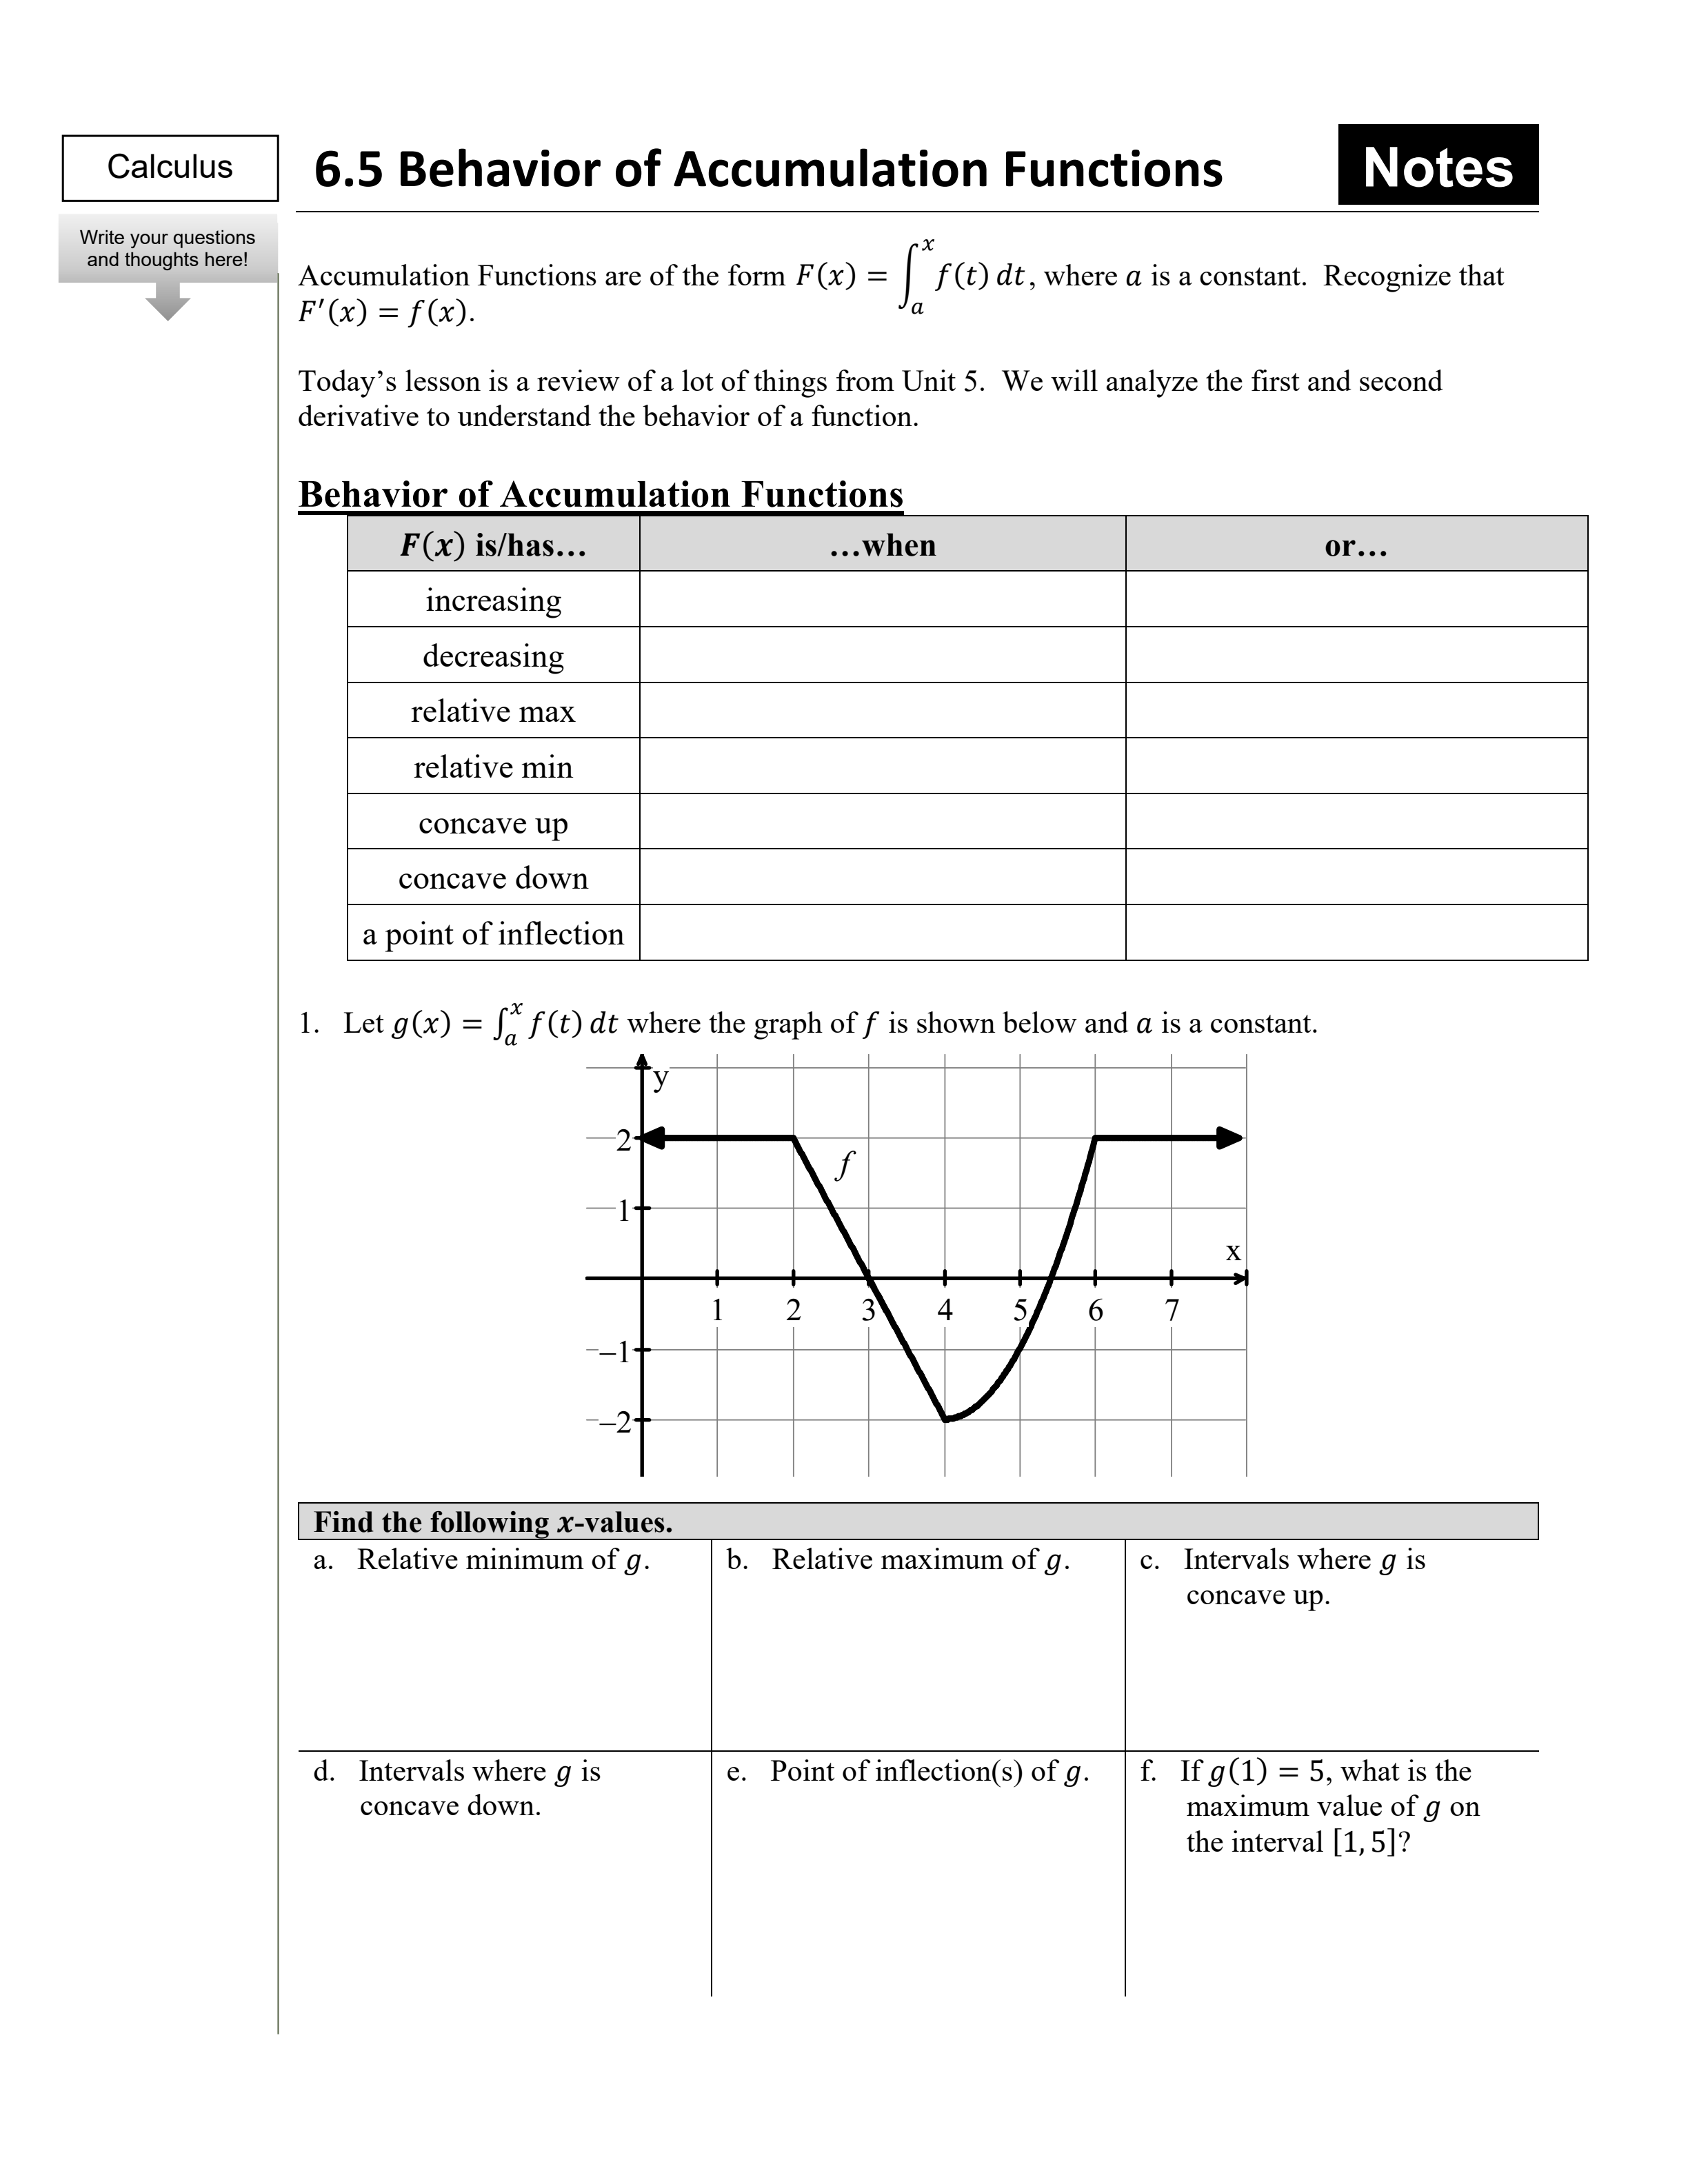 Calculus
6.5 Behavior of Accumulation Functions
Notes
Write your questions
and thoughts here!
Accumulation Functions are of the form F(x) = ∫ₐˣ f(t) dt, where a is a constant. Recognize that
F′(x) = f(x).
Today's lesson is a review of a lot of things from Unit 5. We will analyze the first and second
derivative to understand the behavior of a function.
Behavior of Accumulation Functions
F(x) is/has… …when or…
increasing
decreasing
relative max
relative min
concave up
concave down
a point of inflection
1. Let g(x) = ∫ₐˣ f(t) dt where the graph of f is shown below and a is a constant.
y
2
f
1
x
1 2 3 4 5 6 7
–1
–2
Find the following x-values.
a. Relative minimum of g.
b. Relative maximum of g.
c. Intervals where g is
concave up.
d. Intervals where g is
concave down.
e. Point of inflection(s) of g.
f. If g(1) = 5, what is the
maximum value of g on
the interval [1, 5]?